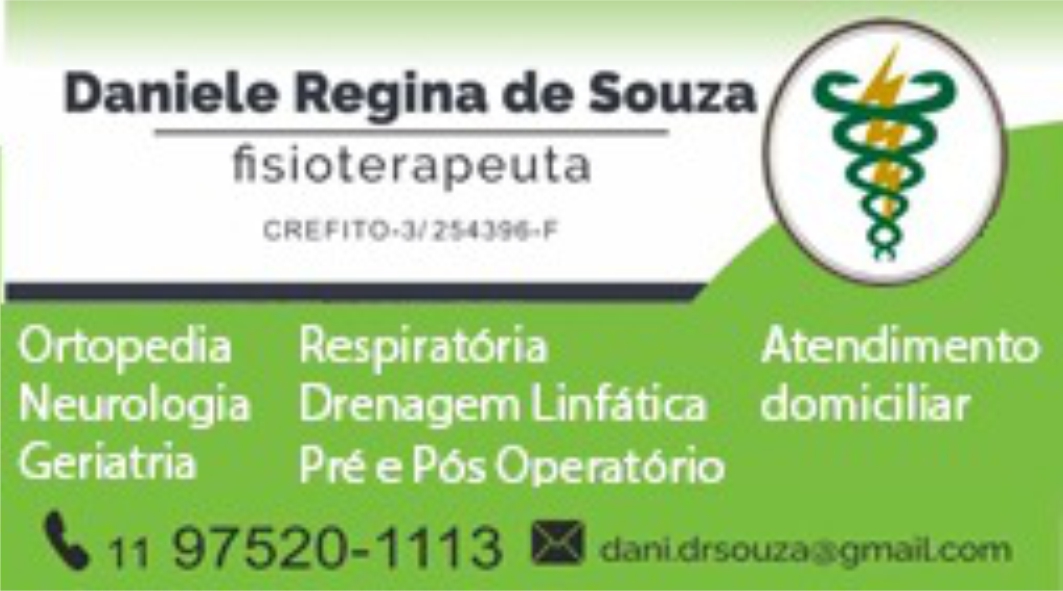 Daniele Regina de Souza
fisioterapeuta
CREFITO-3/254396-F
Ortopedia
Neurologia
Geriatria
Respiratória
Drenagem Linfática
Pré e Pós Operatório
Atendimento
domiciliar
11 97520-1113
dani.drsouza@gmail.com